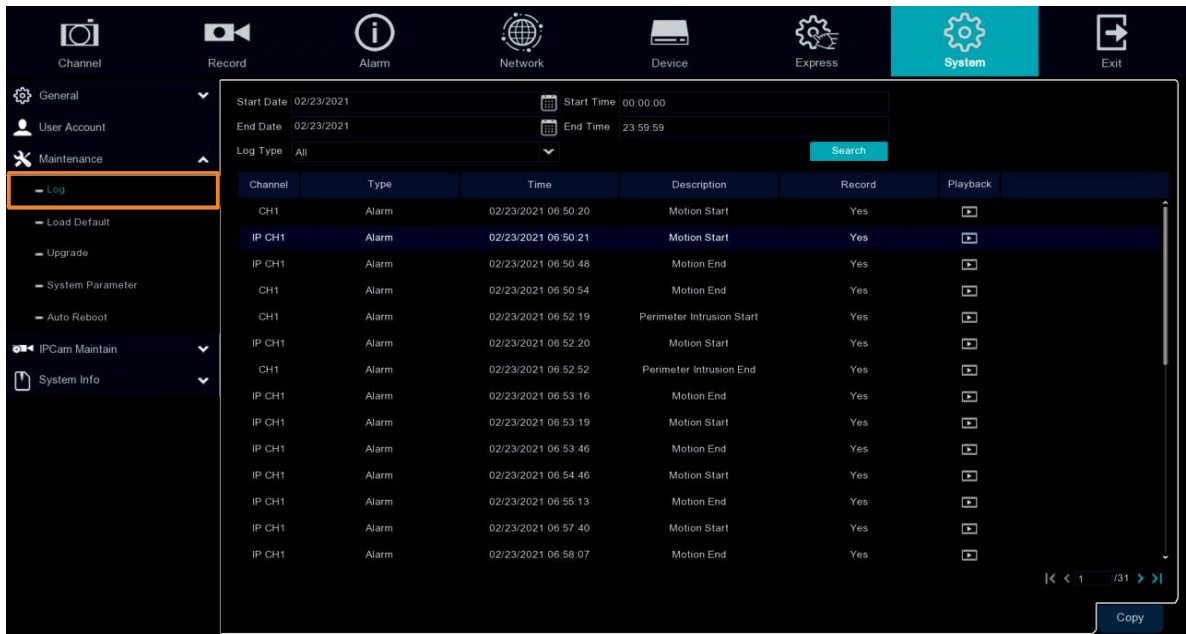 Channel Record Alarm Network Device Express System Exit
General
User Account
Maintenance
Log
Load Default
Upgrade
System Parameter
Auto Reboot
IPCam Maintain
System Info
Start Date 02/23/2021 Start Time 00:00:00
End Date 02/23/2021 End Time 23:59:59
Log Type All Search
Channel Type Time Description Record Playback
CH1 Alarm 02/23/2021 06:50:20 Motion Start Yes
IP CH1 Alarm 02/23/2021 06:50:21 Motion Start Yes
IP CH1 Alarm 02/23/2021 06:50:48 Motion End Yes
CH1 Alarm 02/23/2021 06:50:54 Motion End Yes
CH1 Alarm 02/23/2021 06:52:19 Perimeter Intrusion Start Yes
IP CH1 Alarm 02/23/2021 06:52:20 Motion Start Yes
CH1 Alarm 02/23/2021 06:52:52 Perimeter Intrusion End Yes
IP CH1 Alarm 02/23/2021 06:53:16 Motion End Yes
IP CH1 Alarm 02/23/2021 06:53:19 Motion Start Yes
IP CH1 Alarm 02/23/2021 06:53:46 Motion End Yes
IP CH1 Alarm 02/23/2021 06:54:46 Motion Start Yes
IP CH1 Alarm 02/23/2021 06:55:13 Motion End Yes
IP CH1 Alarm 02/23/2021 06:57:40 Motion Start Yes
IP CH1 Alarm 02/23/2021 06:58:07 Motion End Yes
1 /31
Copy